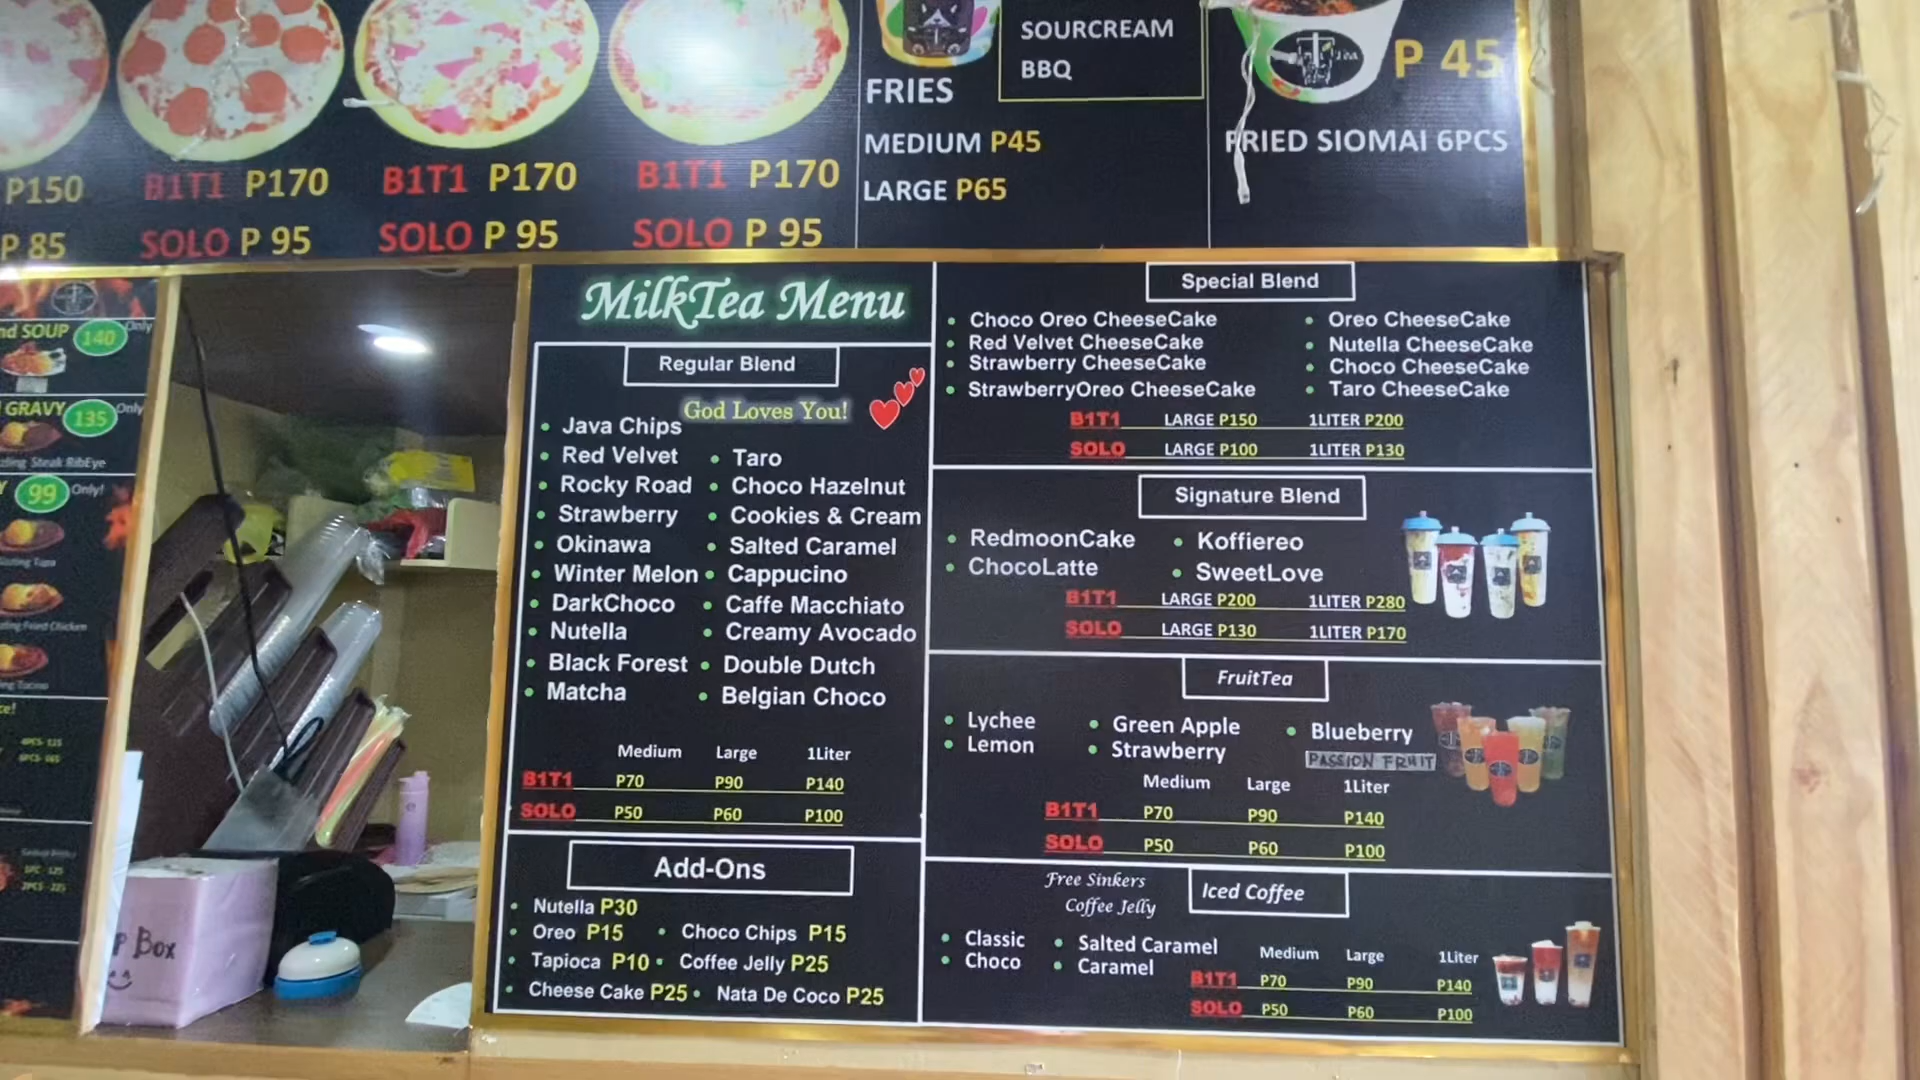 SOURCREAM
BBQ
FRIES
MEDIUM P45
LARGE P65
P 45
FRIED SIOMAI 6PCS
P150
P 85
B1T1 P170
SOLO P 95
B1T1 P170
SOLO P 95
B1T1 P170
SOLO P 95
nd SOUP 140 Only
GRAVY 135 Only
Steak RibEye
99 Only!
P Box
MilkTea Menu
Regular Blend
God Loves You!
Java Chips
Red Velvet
Rocky Road
Strawberry
Okinawa
Winter Melon
DarkChoco
Nutella
Black Forest
Matcha
Taro
Choco Hazelnut
Cookies & Cream
Salted Caramel
Cappucino
Caffe Macchiato
Creamy Avocado
Double Dutch
Belgian Choco
Medium Large 1Liter
B1T1 P70 P90 P140
SOLO P50 P60 P100
Add-Ons
Nutella P30
Oreo P15
Choco Chips P15
Tapioca P10
Coffee Jelly P25
Cheese Cake P25
Nata De Coco P25
Special Blend
Choco Oreo CheeseCake
Red Velvet CheeseCake
Strawberry CheeseCake
StrawberryOreo CheeseCake
Oreo CheeseCake
Nutella CheeseCake
Choco CheeseCake
Taro CheeseCake
B1T1 LARGE P150 1LITER P200
SOLO LARGE P100 1LITER P130
Signature Blend
RedmoonCake
ChocoLatte
Koffiereo
SweetLove
B1T1 LARGE P200 1LITER P280
SOLO LARGE P130 1LITER P170
FruitTea
Lychee
Lemon
Green Apple
Strawberry
Blueberry
PASSION FRUIT
Medium Large 1Liter
B1T1 P70 P90 P140
SOLO P50 P60 P100
Free Sinkers
Coffee Jelly
Iced Coffee
Classic
Choco
Salted Caramel
Caramel
Medium Large 1Liter
B1T1 P70 P90 P140
SOLO P50 P60 P100